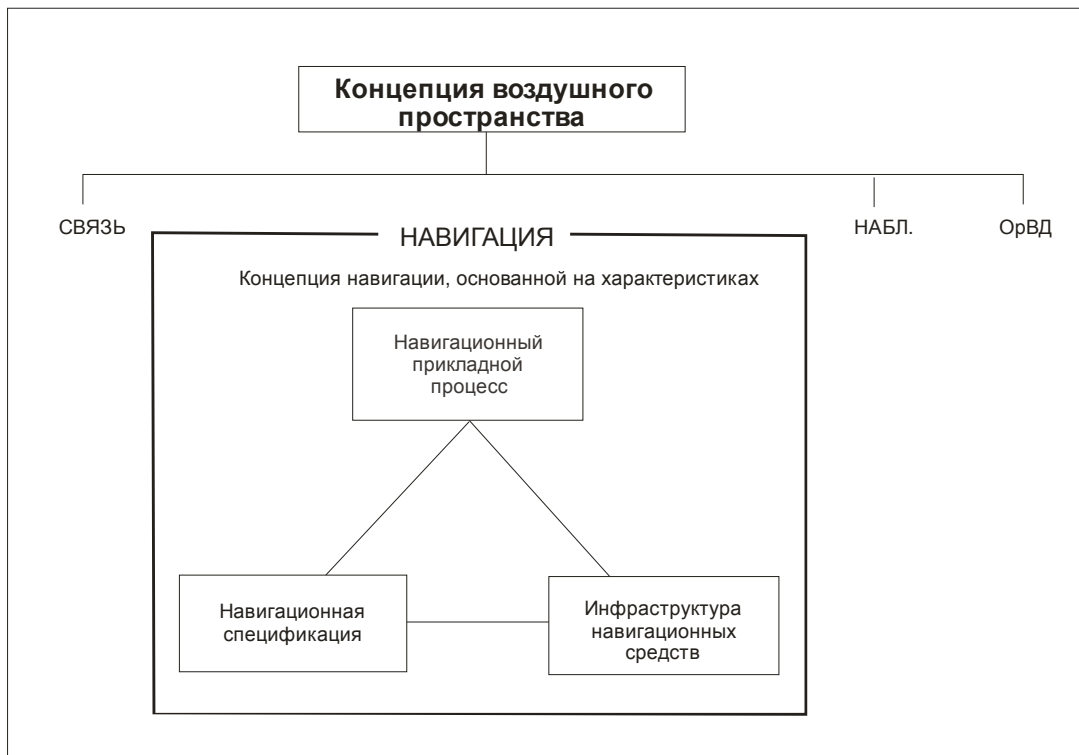 Концепция воздушного
пространства
СВЯЗЬ
НАБЛ.
ОрВД
НАВИГАЦИЯ
Концепция навигации, основанной на характеристиках
Навигационный
прикладной
процесс
Навигационная
спецификация
Инфраструктура
навигационных
средств